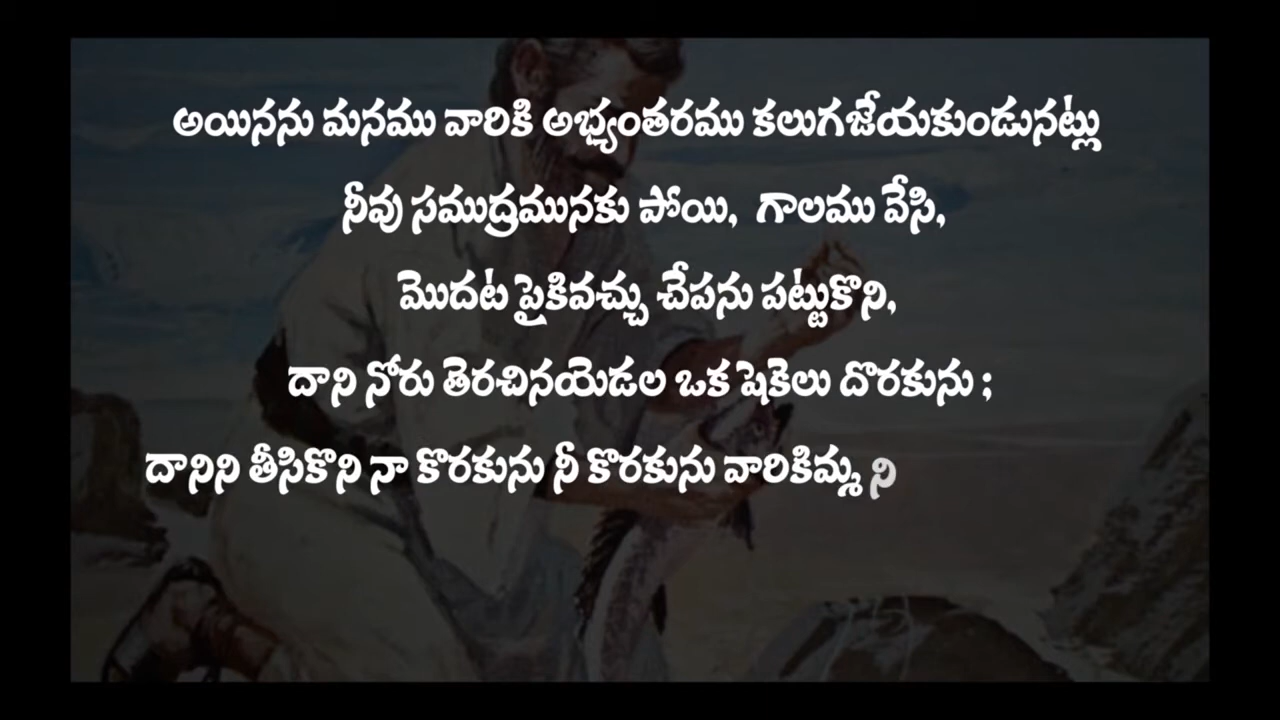 అయినను మనము వారికి అభ్యంతరము కలుగజేయకుండునట్లు
నీవు సముద్రమునకు పోయి, గాలము వేసి,
మొదట పైకివచ్చు చేపను పట్టుకొని,
దాని నోరు తెరచినయెడల ఒక షెకెలు దొరకును ;
దానిని తీసికొని నా కొరకును నీ కొరకును వారికిమ్మ ని